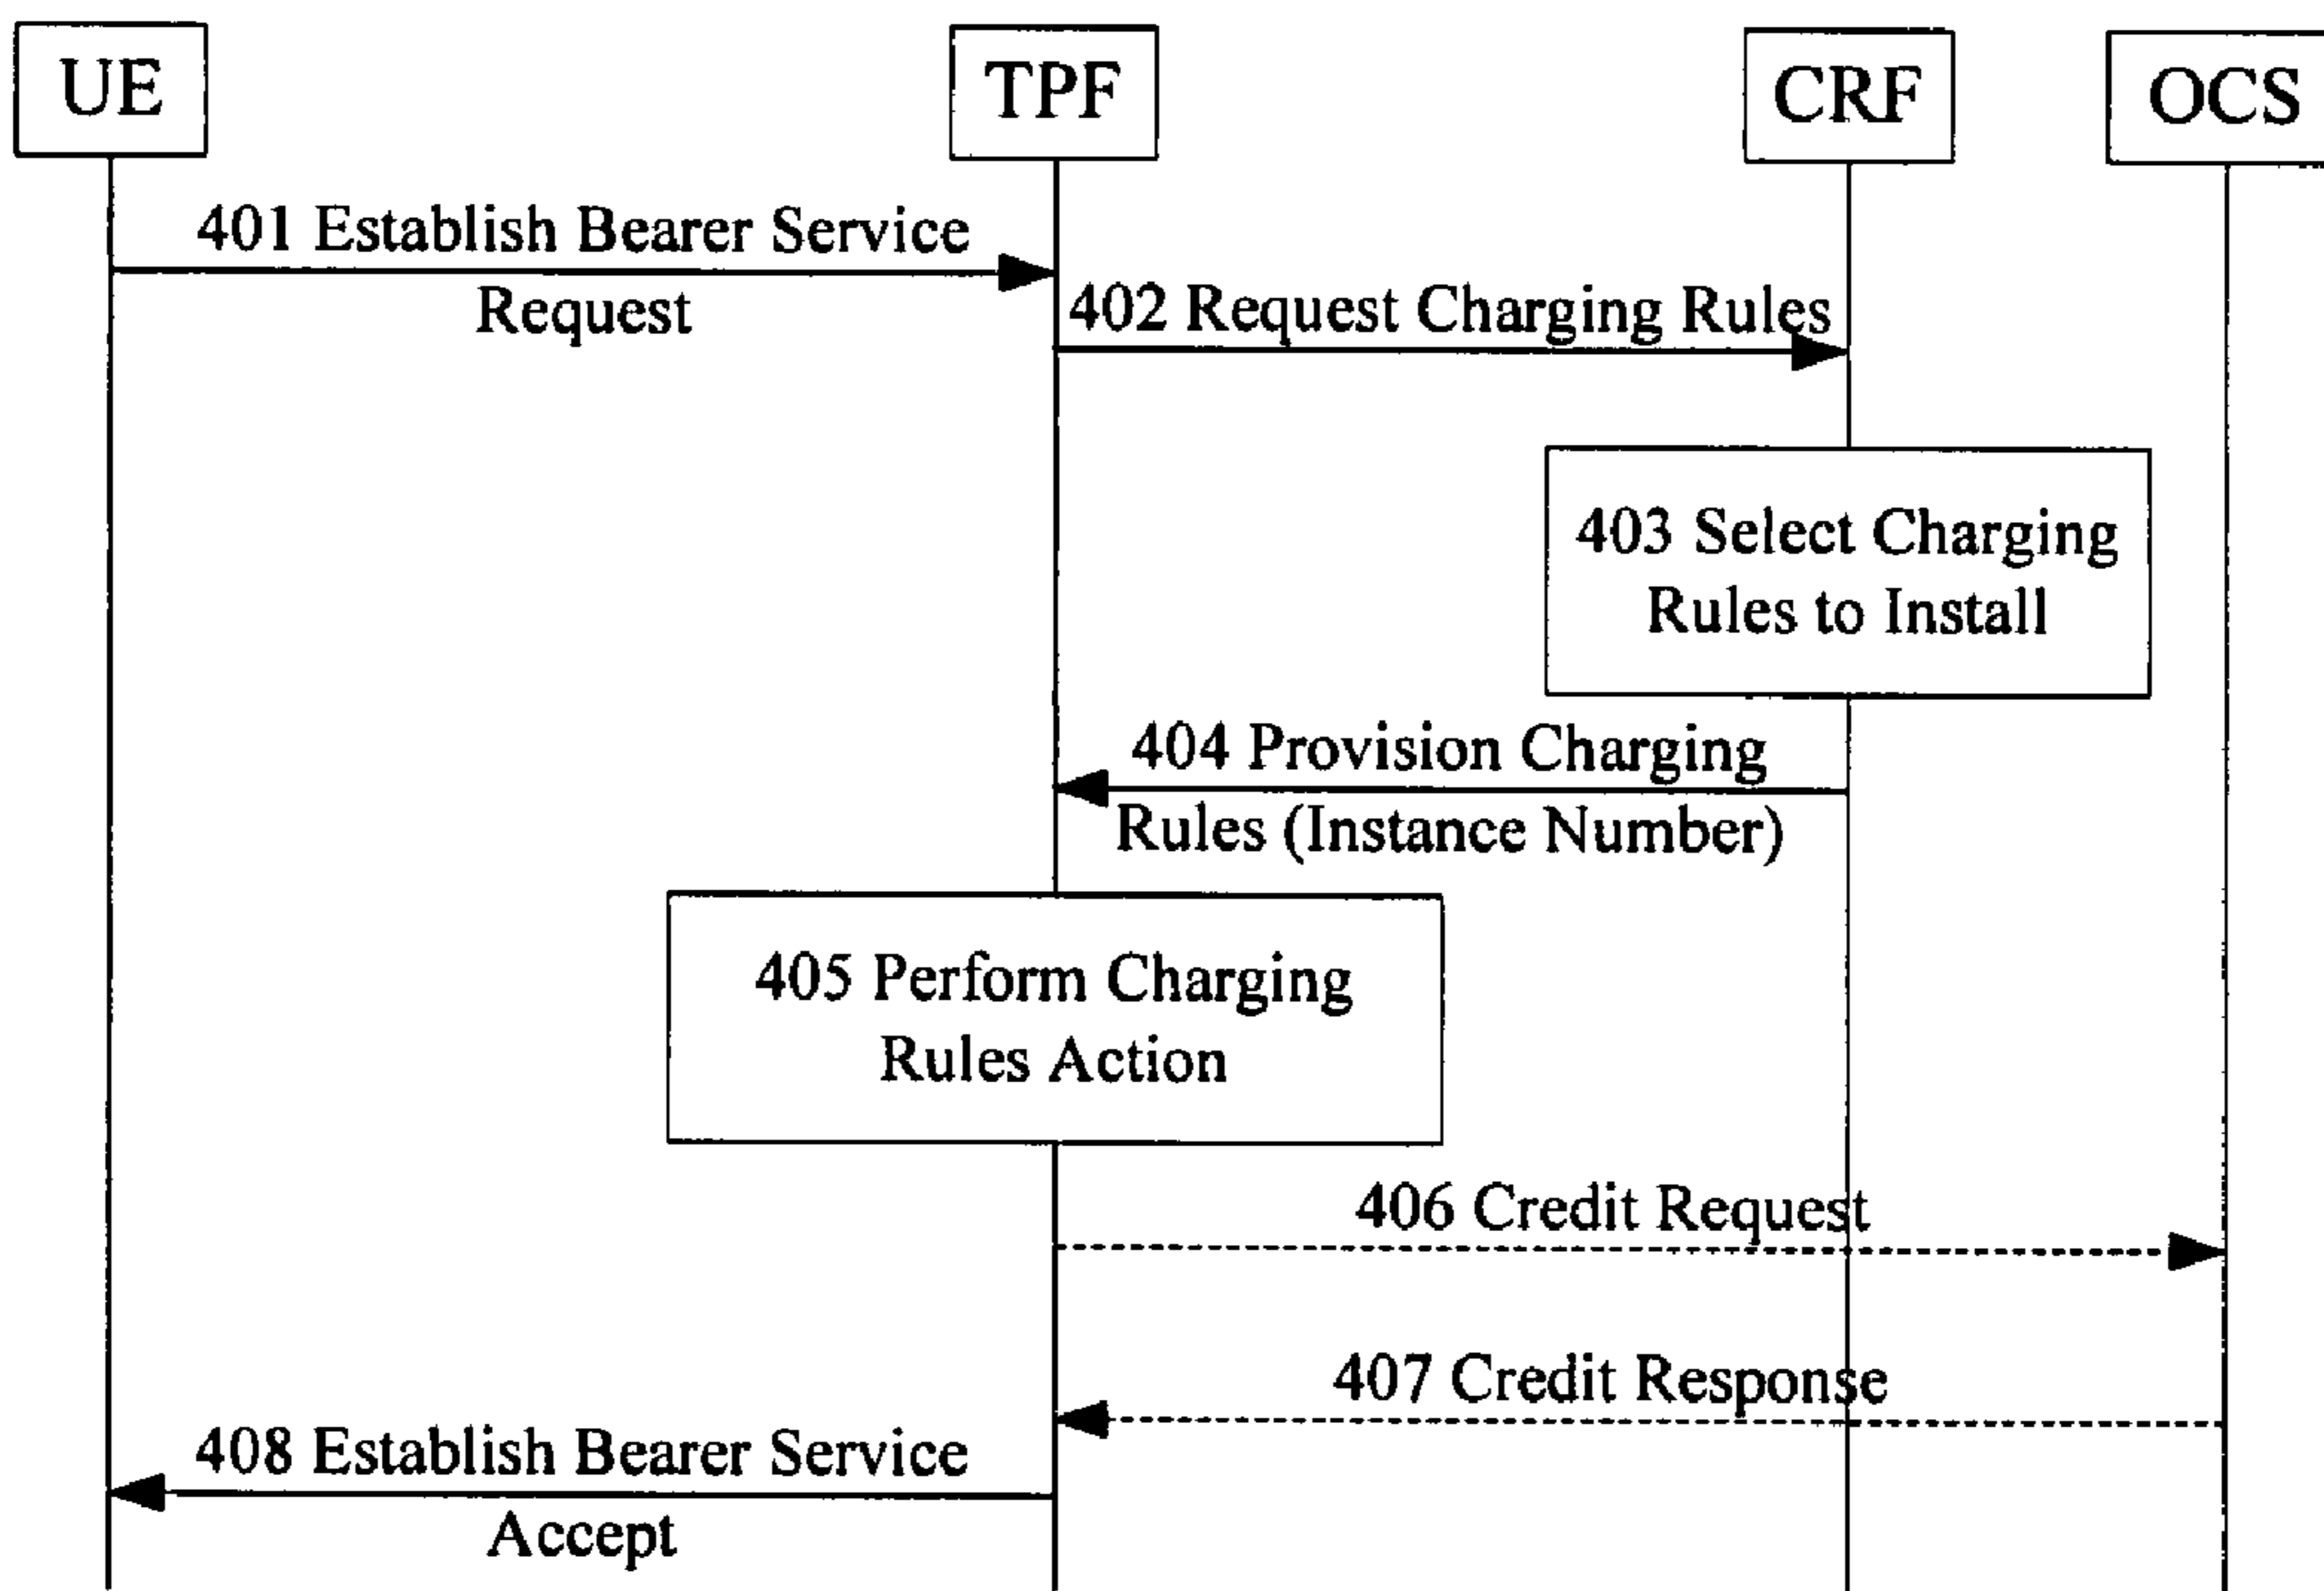 UE
TPF
CRF
OCS
401 Establish Bearer Service
Request
402 Request Charging Rules
403 Select Charging
Rules to Install
404 Provision Charging
Rules (Instance Number)
405 Perform Charging
Rules Action
406 Credit Request
407 Credit Response
408 Establish Bearer Service
Accept